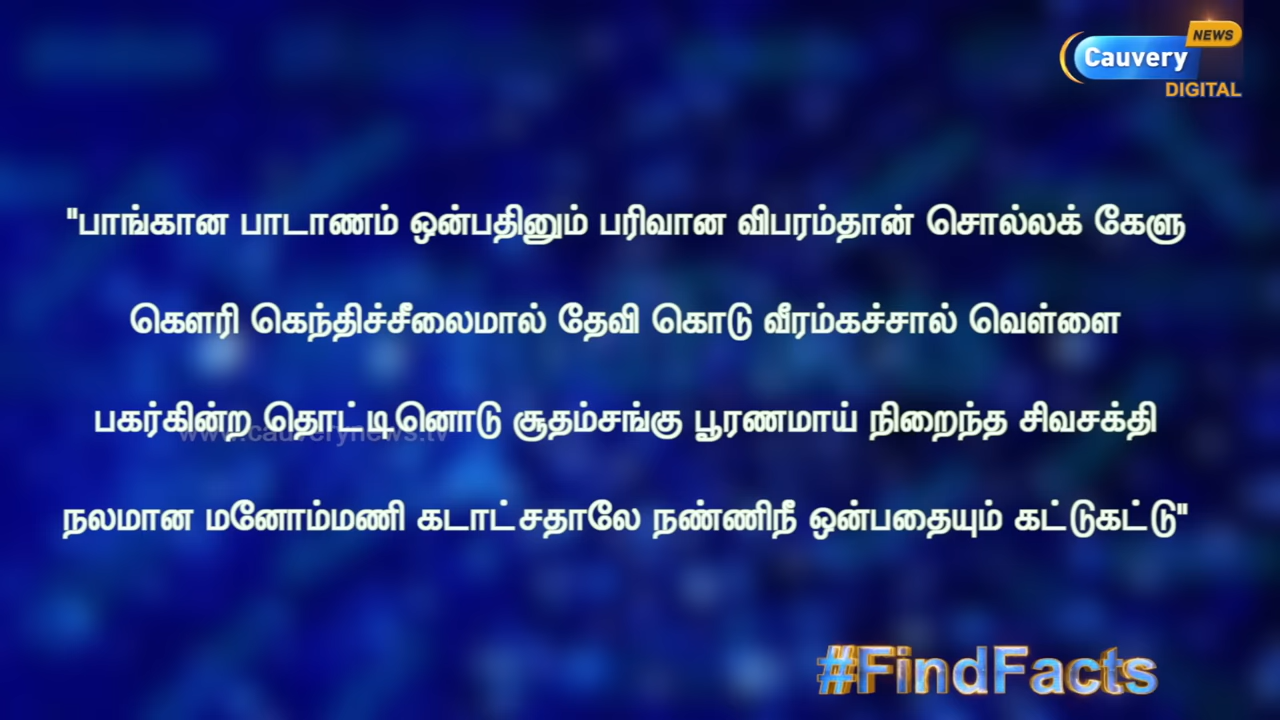 NEWS
Cauvery
DIGITAL
"பாங்கான பாடாணம் ஒன்பதினும் பரிவான விபரம்தான் சொல்லக் கேளு
கௌரி கெந்திச்சீலைமால் தேவி கொடு வீரம்கச்சால் வெள்ளை
பகர்கின்ற தொட்டினொடு சூதம்சங்கு பூரணமாய் நிறைந்த சிவசக்தி
www.cauverynews.tv
நலமான மனோம்மணி கடாட்சதாலே நண்ணிநீ ஒன்பதையும் கட்டுகட்டு"
#FindFacts